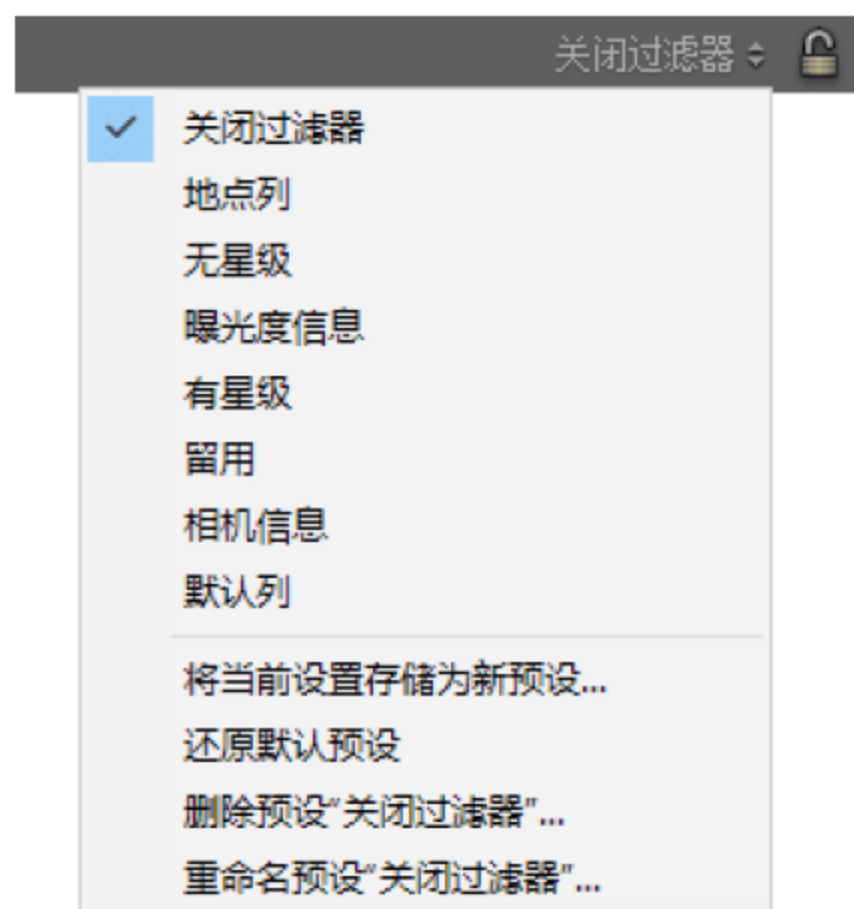 关闭过滤器
关闭过滤器
地点列
无星级
曝光度信息
有星级
留用
相机信息
默认列
将当前设置存储为新预设...
还原默认预设
删除预设“关闭过滤器”...
重命名预设“关闭过滤器”...